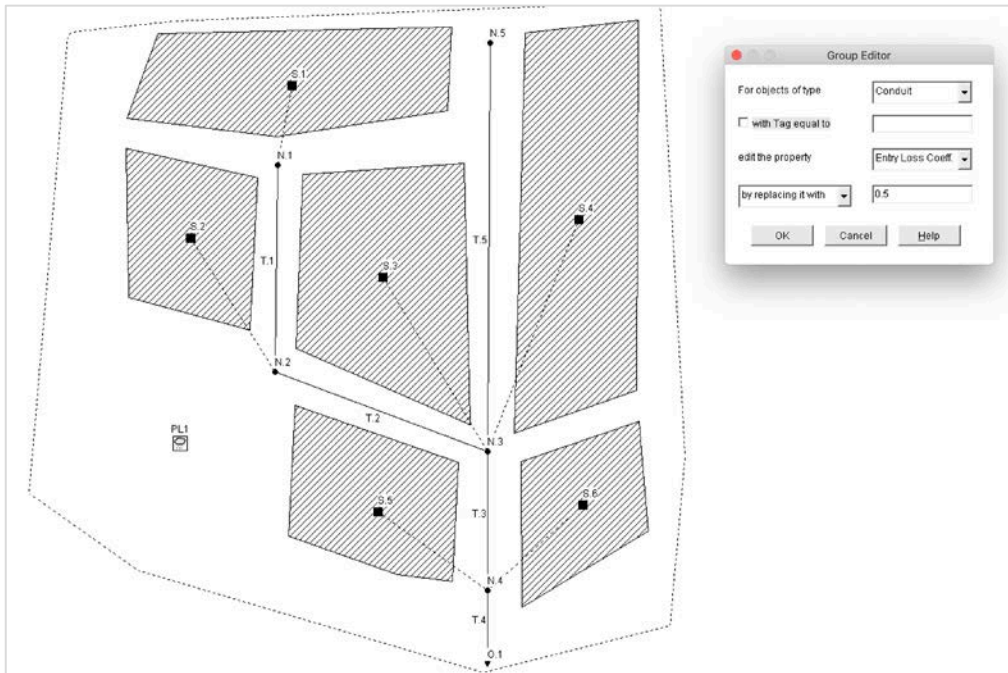 N.5
S.1
N.1
S.2
S.4
T.1
T.5
S.3
N.2
T.2
PL1
N.3
S.5
S.6
T.3
N.4
T.4
O.1
Group Editor
For objects of type
Conduit
with Tag equal to
edit the property
Entry Loss Coeff.
by replacing it with
0.5
OK
Cancel
Help